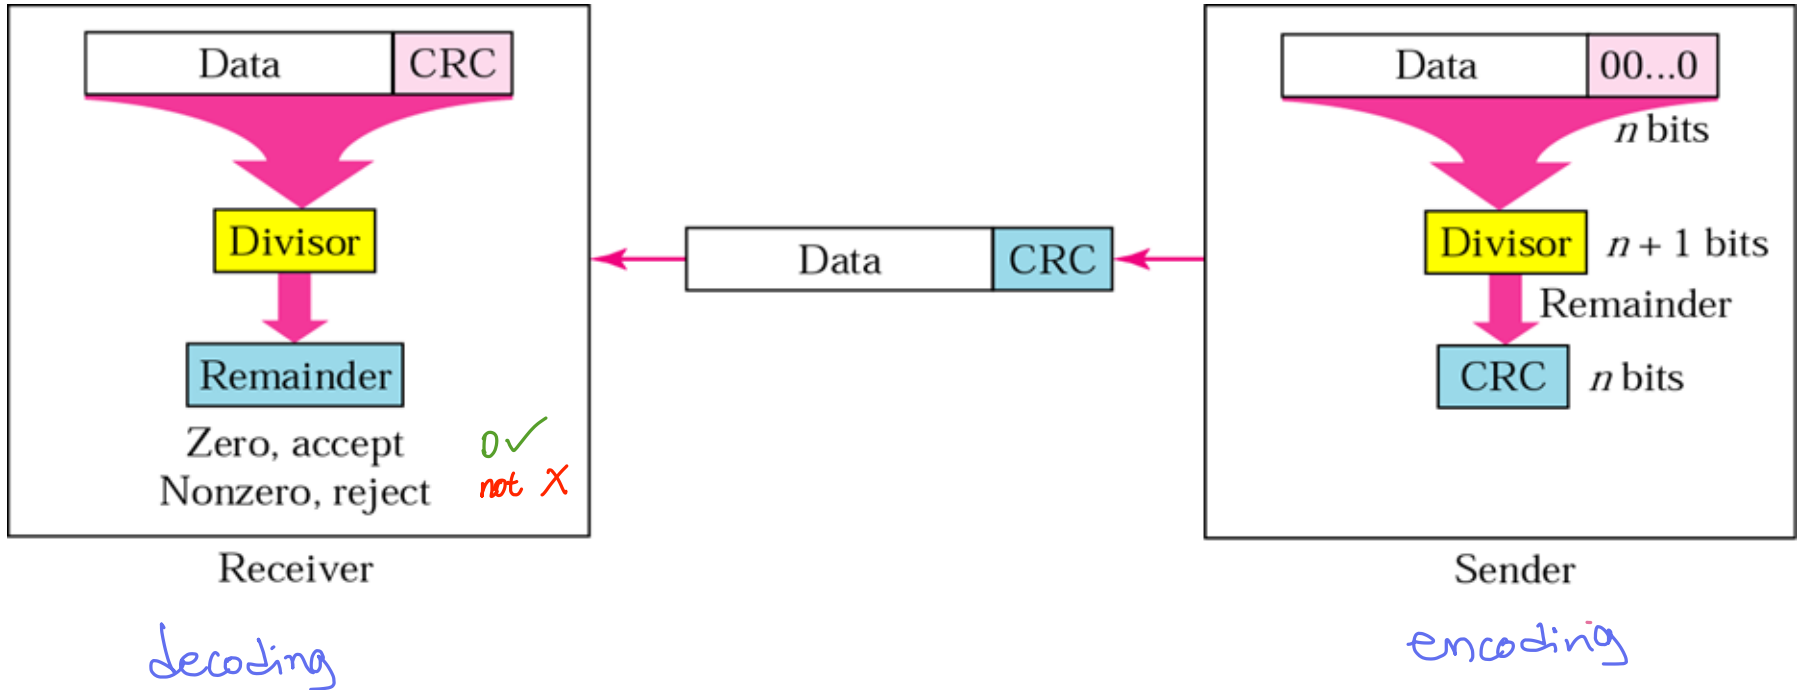 Data CRC
Divisor
Remainder
Zero, accept 0✓
Nonzero, reject not X
Receiver
decoding
Data CRC
Data 00...0
n bits
Divisor n + 1 bits
Remainder
CRC n bits
Sender
encoding